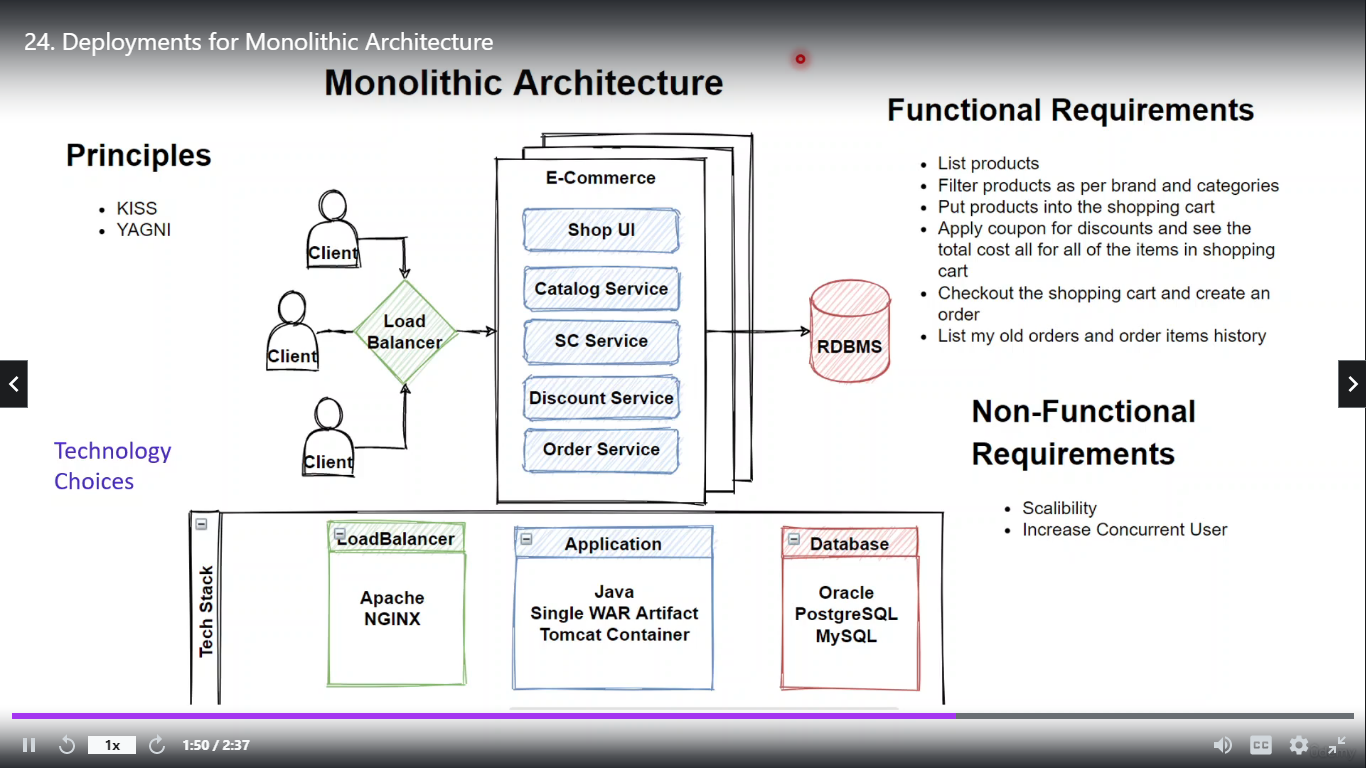 24. Deployments for Monolithic Architecture
Monolithic Architecture
Principles
• KISS
• YAGNI
Client
Client
Client
Load
Balancer
E-Commerce
Shop UI
Catalog Service
SC Service
Discount Service
Order Service
RDBMS
Functional Requirements
• List products
• Filter products as per brand and categories
• Put products into the shopping cart
• Apply coupon for discounts and see the
total cost all for all of the items in shopping
cart
• Checkout the shopping cart and create an
order
• List my old orders and order items history
Non-Functional
Requirements
• Scalibility
• Increase Concurrent User
Technology
Choices
Tech Stack
LoadBalancer
Apache
NGINX
Application
Java
Single WAR Artifact
Tomcat Container
Database
Oracle
PostgreSQL
MySQL
1x
1:50 / 2:37
CC